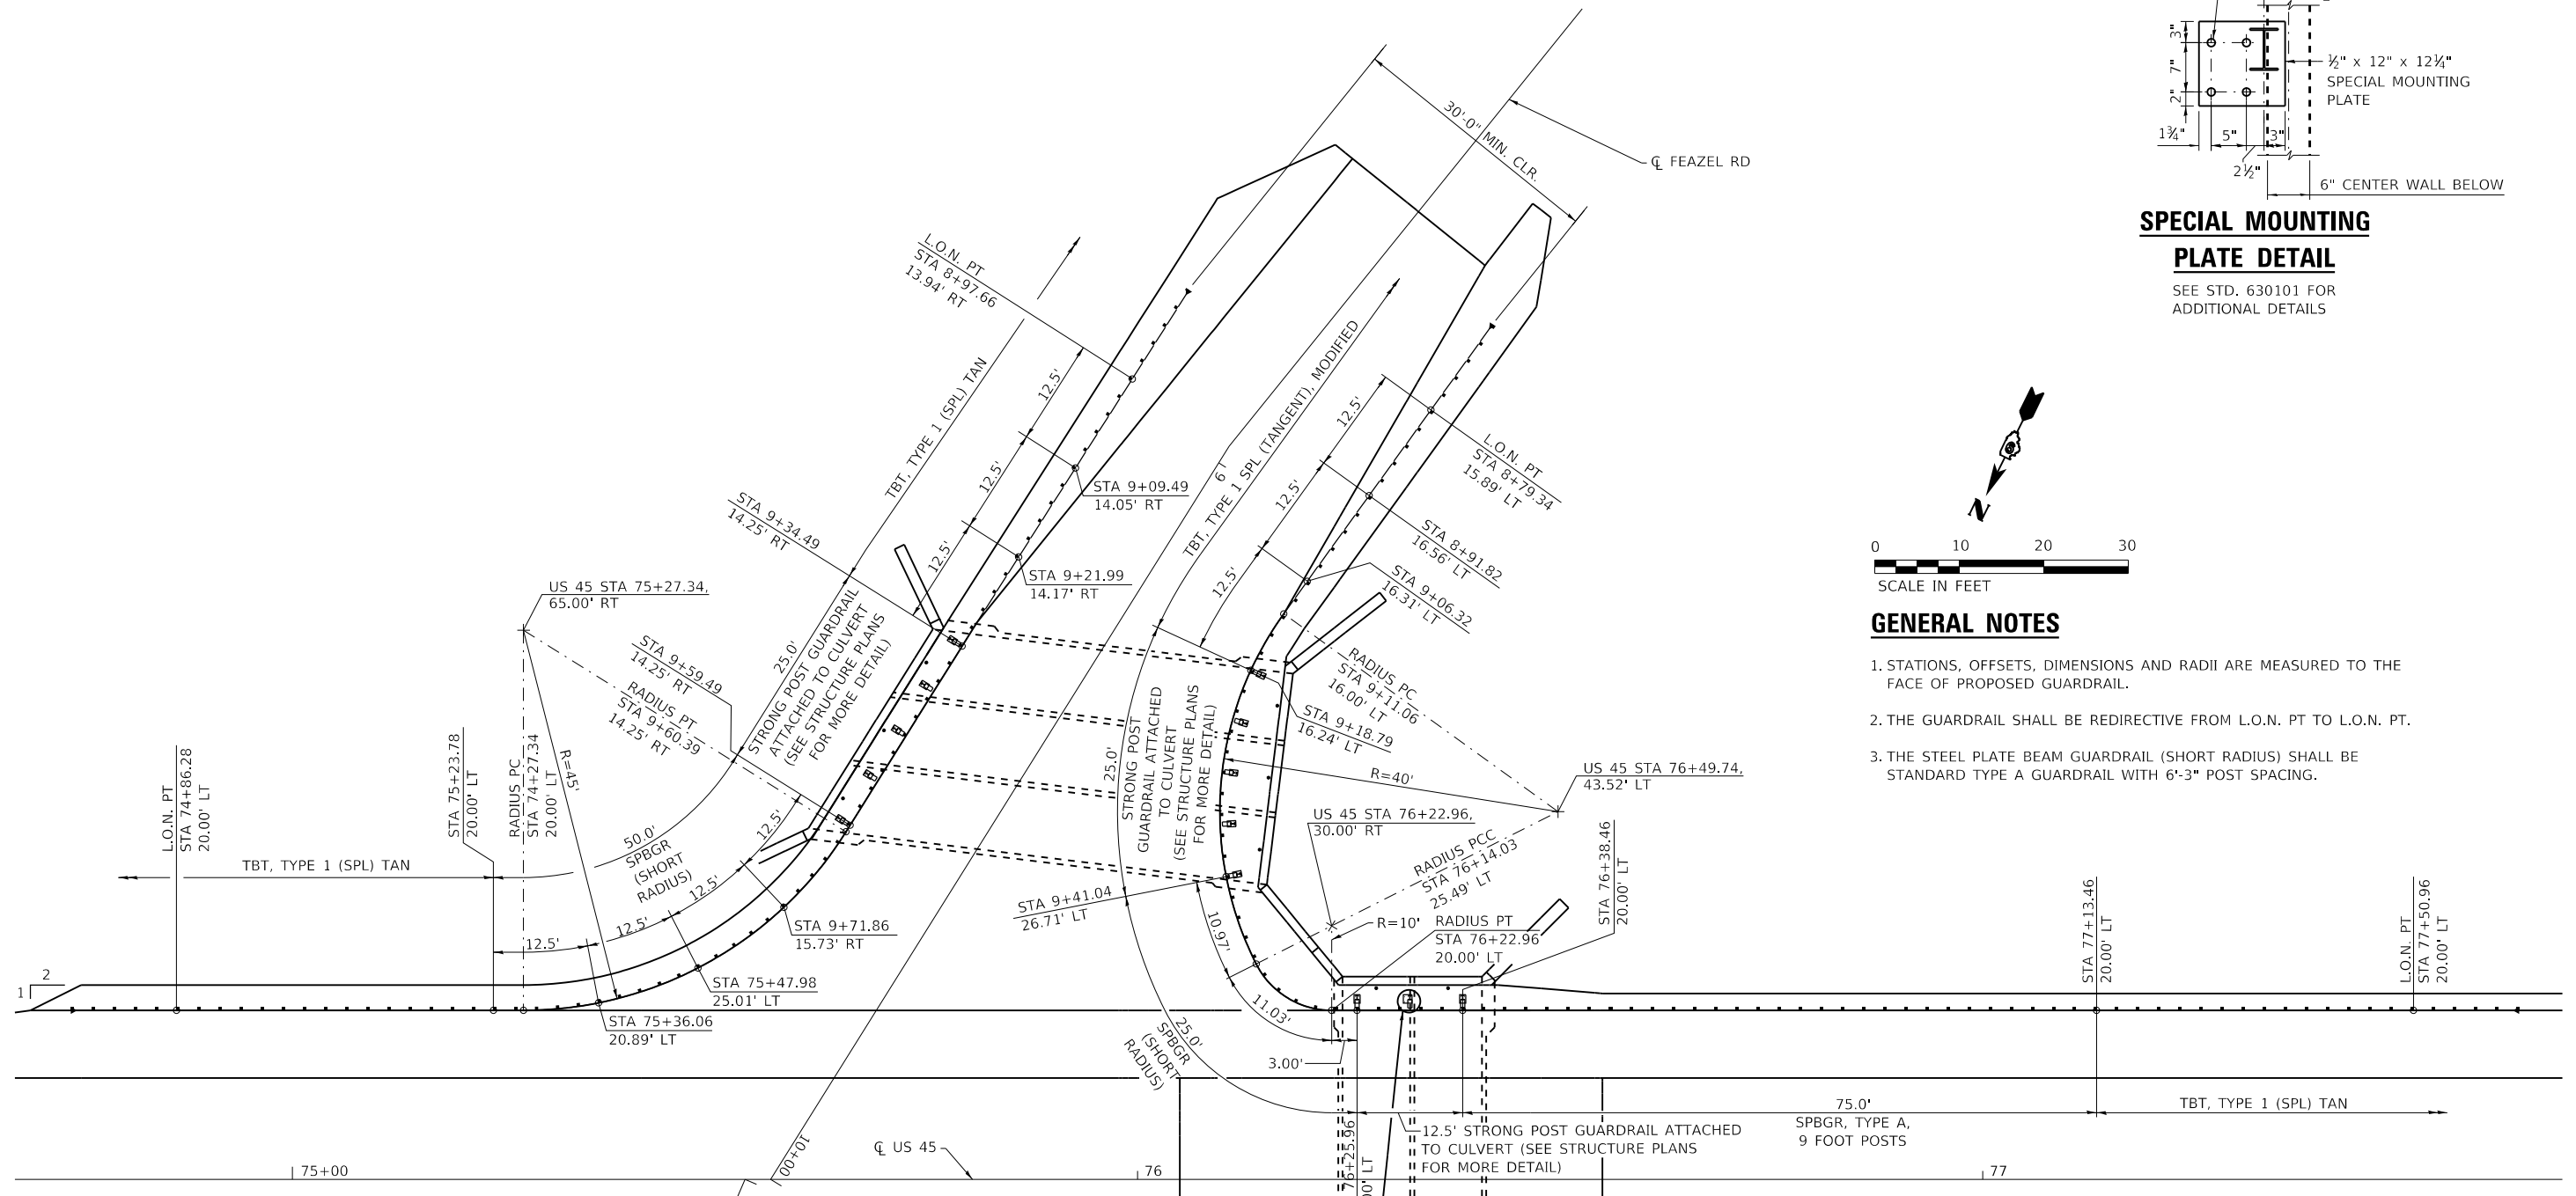 3"
7"
2"
1¾"
5"
3"
2½"
½" x 12" x 12¼"
SPECIAL MOUNTING
PLATE
6" CENTER WALL BELOW
SPECIAL MOUNTING
PLATE DETAIL
SEE STD. 630101 FOR
ADDITIONAL DETAILS
30'-0" MIN. CLR.
℄ FEAZEL RD
L.O.N. PT
STA 8+97.66
13.94' RT
TBT, TYPE 1 (SPL) TAN
12.5'
12.5'
12.5'
STA 9+09.49
14.05' RT
STA 9+21.99
14.17' RT
STA 9+34.49
14.25' RT
US 45 STA 75+27.34,
65.00' RT
STA 9+59.49
14.25' RT
RADIUS PT
STA 9+60.39
14.25' RT
25.0'
STRONG POST GUARDRAIL
ATTACHED TO CULVERT
(SEE STRUCTURE PLANS
FOR MORE DETAIL)
6'
TBT, TYPE 1 SPL (TANGENT), MODIFIED
12.5'
12.5'
12.5'
L.O.N. PT
STA 8+79.34
15.89' LT
STA 8+91.82
16.56' LT
STA 9+06.32
16.31' LT
RADIUS PC
STA 9+11.06
16.00' LT
STA 9+18.79
16.24' LT
25.0'
STRONG POST
GUARDRAIL ATTACHED
TO CULVERT
(SEE STRUCTURE PLANS
FOR MORE DETAIL)
R=40'
US 45 STA 76+49.74,
43.52' LT
US 45 STA 76+22.96,
30.00' RT
RADIUS PCC
STA 76+14.03
25.49' LT
R=10'
RADIUS PT
STA 76+22.96
20.00' LT
STA 76+38.46
20.00' LT
STA 9+41.04
26.71' LT
10.97'
11.03'
3.00'
25.0'
SPBGR
(SHORT
RADIUS)
L.O.N. PT
STA 74+86.28
20.00' LT
TBT, TYPE 1 (SPL) TAN
STA 75+23.78
20.00' LT
RADIUS PC
STA 74+27.34
20.00' LT
R=45'
50.0'
SPBGR
(SHORT
RADIUS)
12.5'
12.5'
12.5'
12.5'
STA 9+71.86
15.73' RT
STA 75+47.98
25.01' LT
STA 75+36.06
20.89' LT
2
1
STA 77+13.46
20.00' LT
L.O.N. PT
STA 77+50.96
20.00' LT
75.0'
SPBGR, TYPE A,
9 FOOT POSTS
TBT, TYPE 1 (SPL) TAN
12.5' STRONG POST GUARDRAIL ATTACHED
TO CULVERT (SEE STRUCTURE PLANS
FOR MORE DETAIL)
76+25.96
LT
10+00
℄ US 45
75+00
76
77
N
0 10 20 30
SCALE IN FEET
GENERAL NOTES
1. STATIONS, OFFSETS, DIMENSIONS AND RADII ARE MEASURED TO THE
FACE OF PROPOSED GUARDRAIL.
2. THE GUARDRAIL SHALL BE REDIRECTIVE FROM L.O.N. PT TO L.O.N. PT.
3. THE STEEL PLATE BEAM GUARDRAIL (SHORT RADIUS) SHALL BE
STANDARD TYPE A GUARDRAIL WITH 6'-3" POST SPACING.